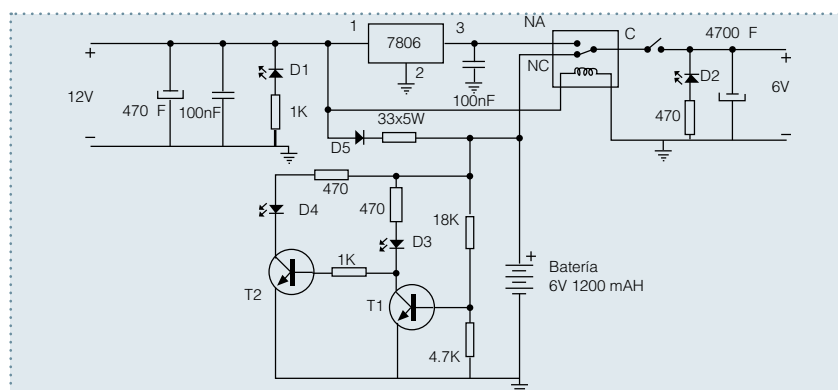 1
7806
3
2
NA
C
NC
4700 F
+
12V
−
470 F
100nF
D1
1K
100nF
D2
470
+
6V
−
33x5W
D5
470
D4
470
18K
D3
1K
T2
T1
4.7K
+
Batería
6V 1200 mAH